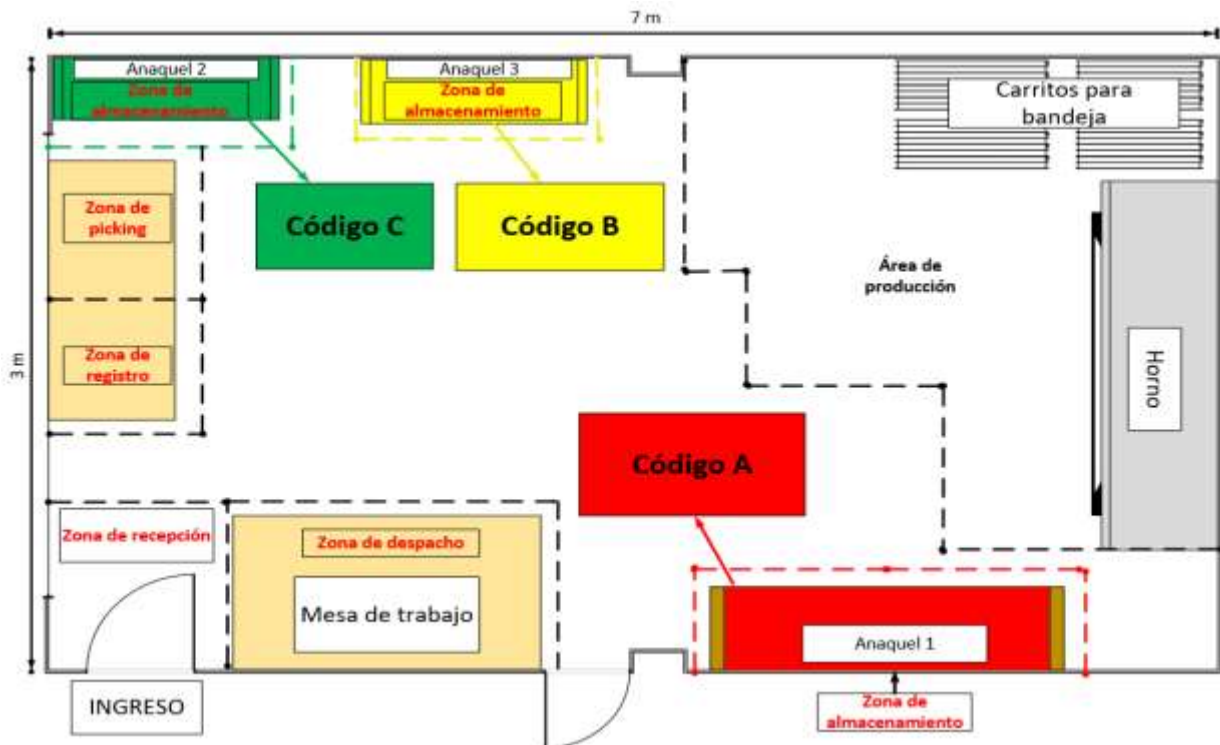 7 m
3 m
Anaquel 2
Zona de
almacenamiento
Anaquel 3
Zona de
almacenamiento
Carritos para
bandeja
Código C
Código B
Zona de
picking
Área de
producción
Zona de
registro
Horno
Código A
Zona de recepción
Zona de despacho
Mesa de trabajo
Anaquel 1
INGRESO
Zona de
almacenamiento